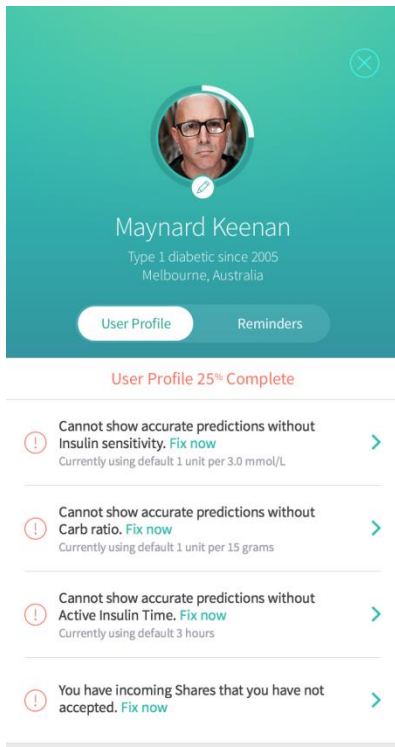 Maynard Keenan
Type 1 diabetic since 2005
Melbourne, Australia
User Profile
Reminders
User Profile 25% Complete
Cannot show accurate predictions without
Insulin sensitivity. Fix now
Currently using default 1 unit per 3.0 mmol/L
Cannot show accurate predictions without
Carb ratio. Fix now
Currently using default 1 unit per 15 grams
Cannot show accurate predictions without
Active Insulin Time. Fix now
Currently using default 3 hours
You have incoming Shares that you have not
accepted. Fix now